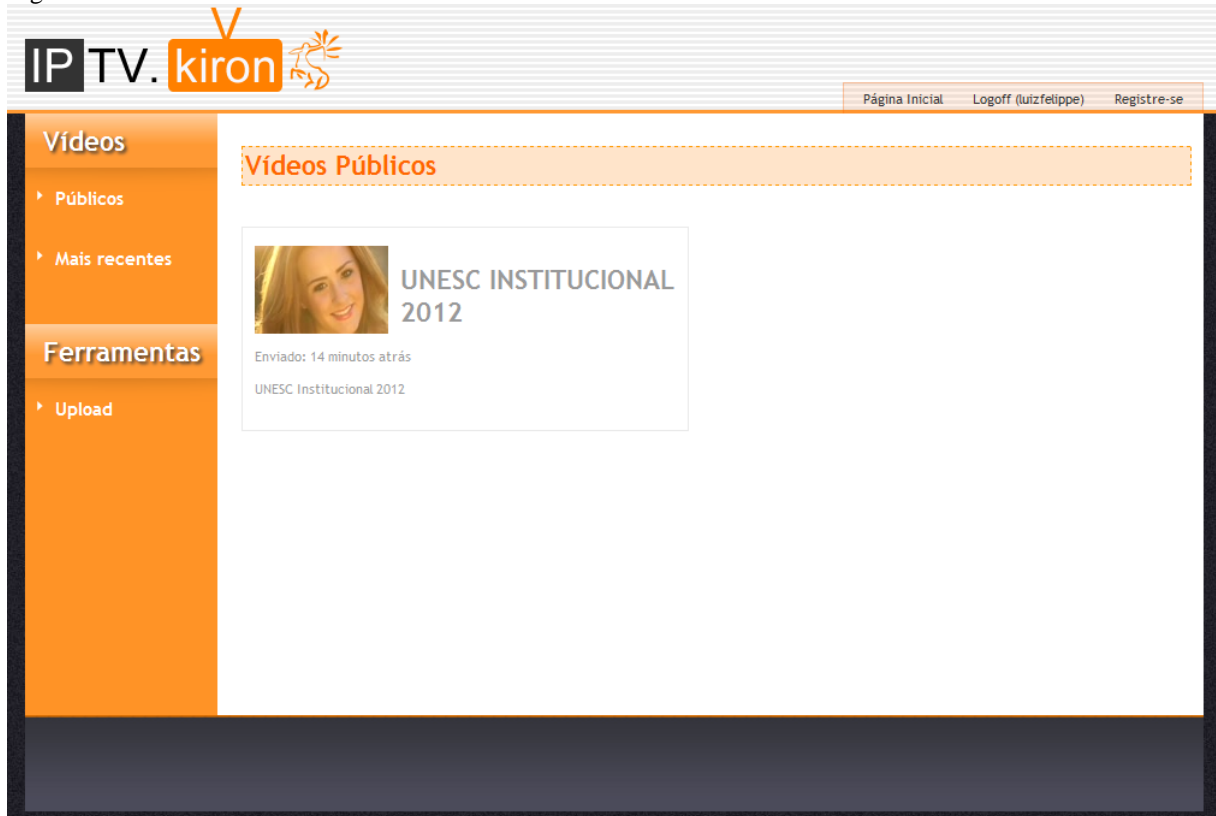 IP TV. kiron
Página Inicial Logoff (luizfelippe) Registre-se
Vídeos
Públicos
Mais recentes
Ferramentas
Upload
Vídeos Públicos
UNESC INSTITUCIONAL
2012
Enviado: 14 minutos atrás
UNESC Institucional 2012